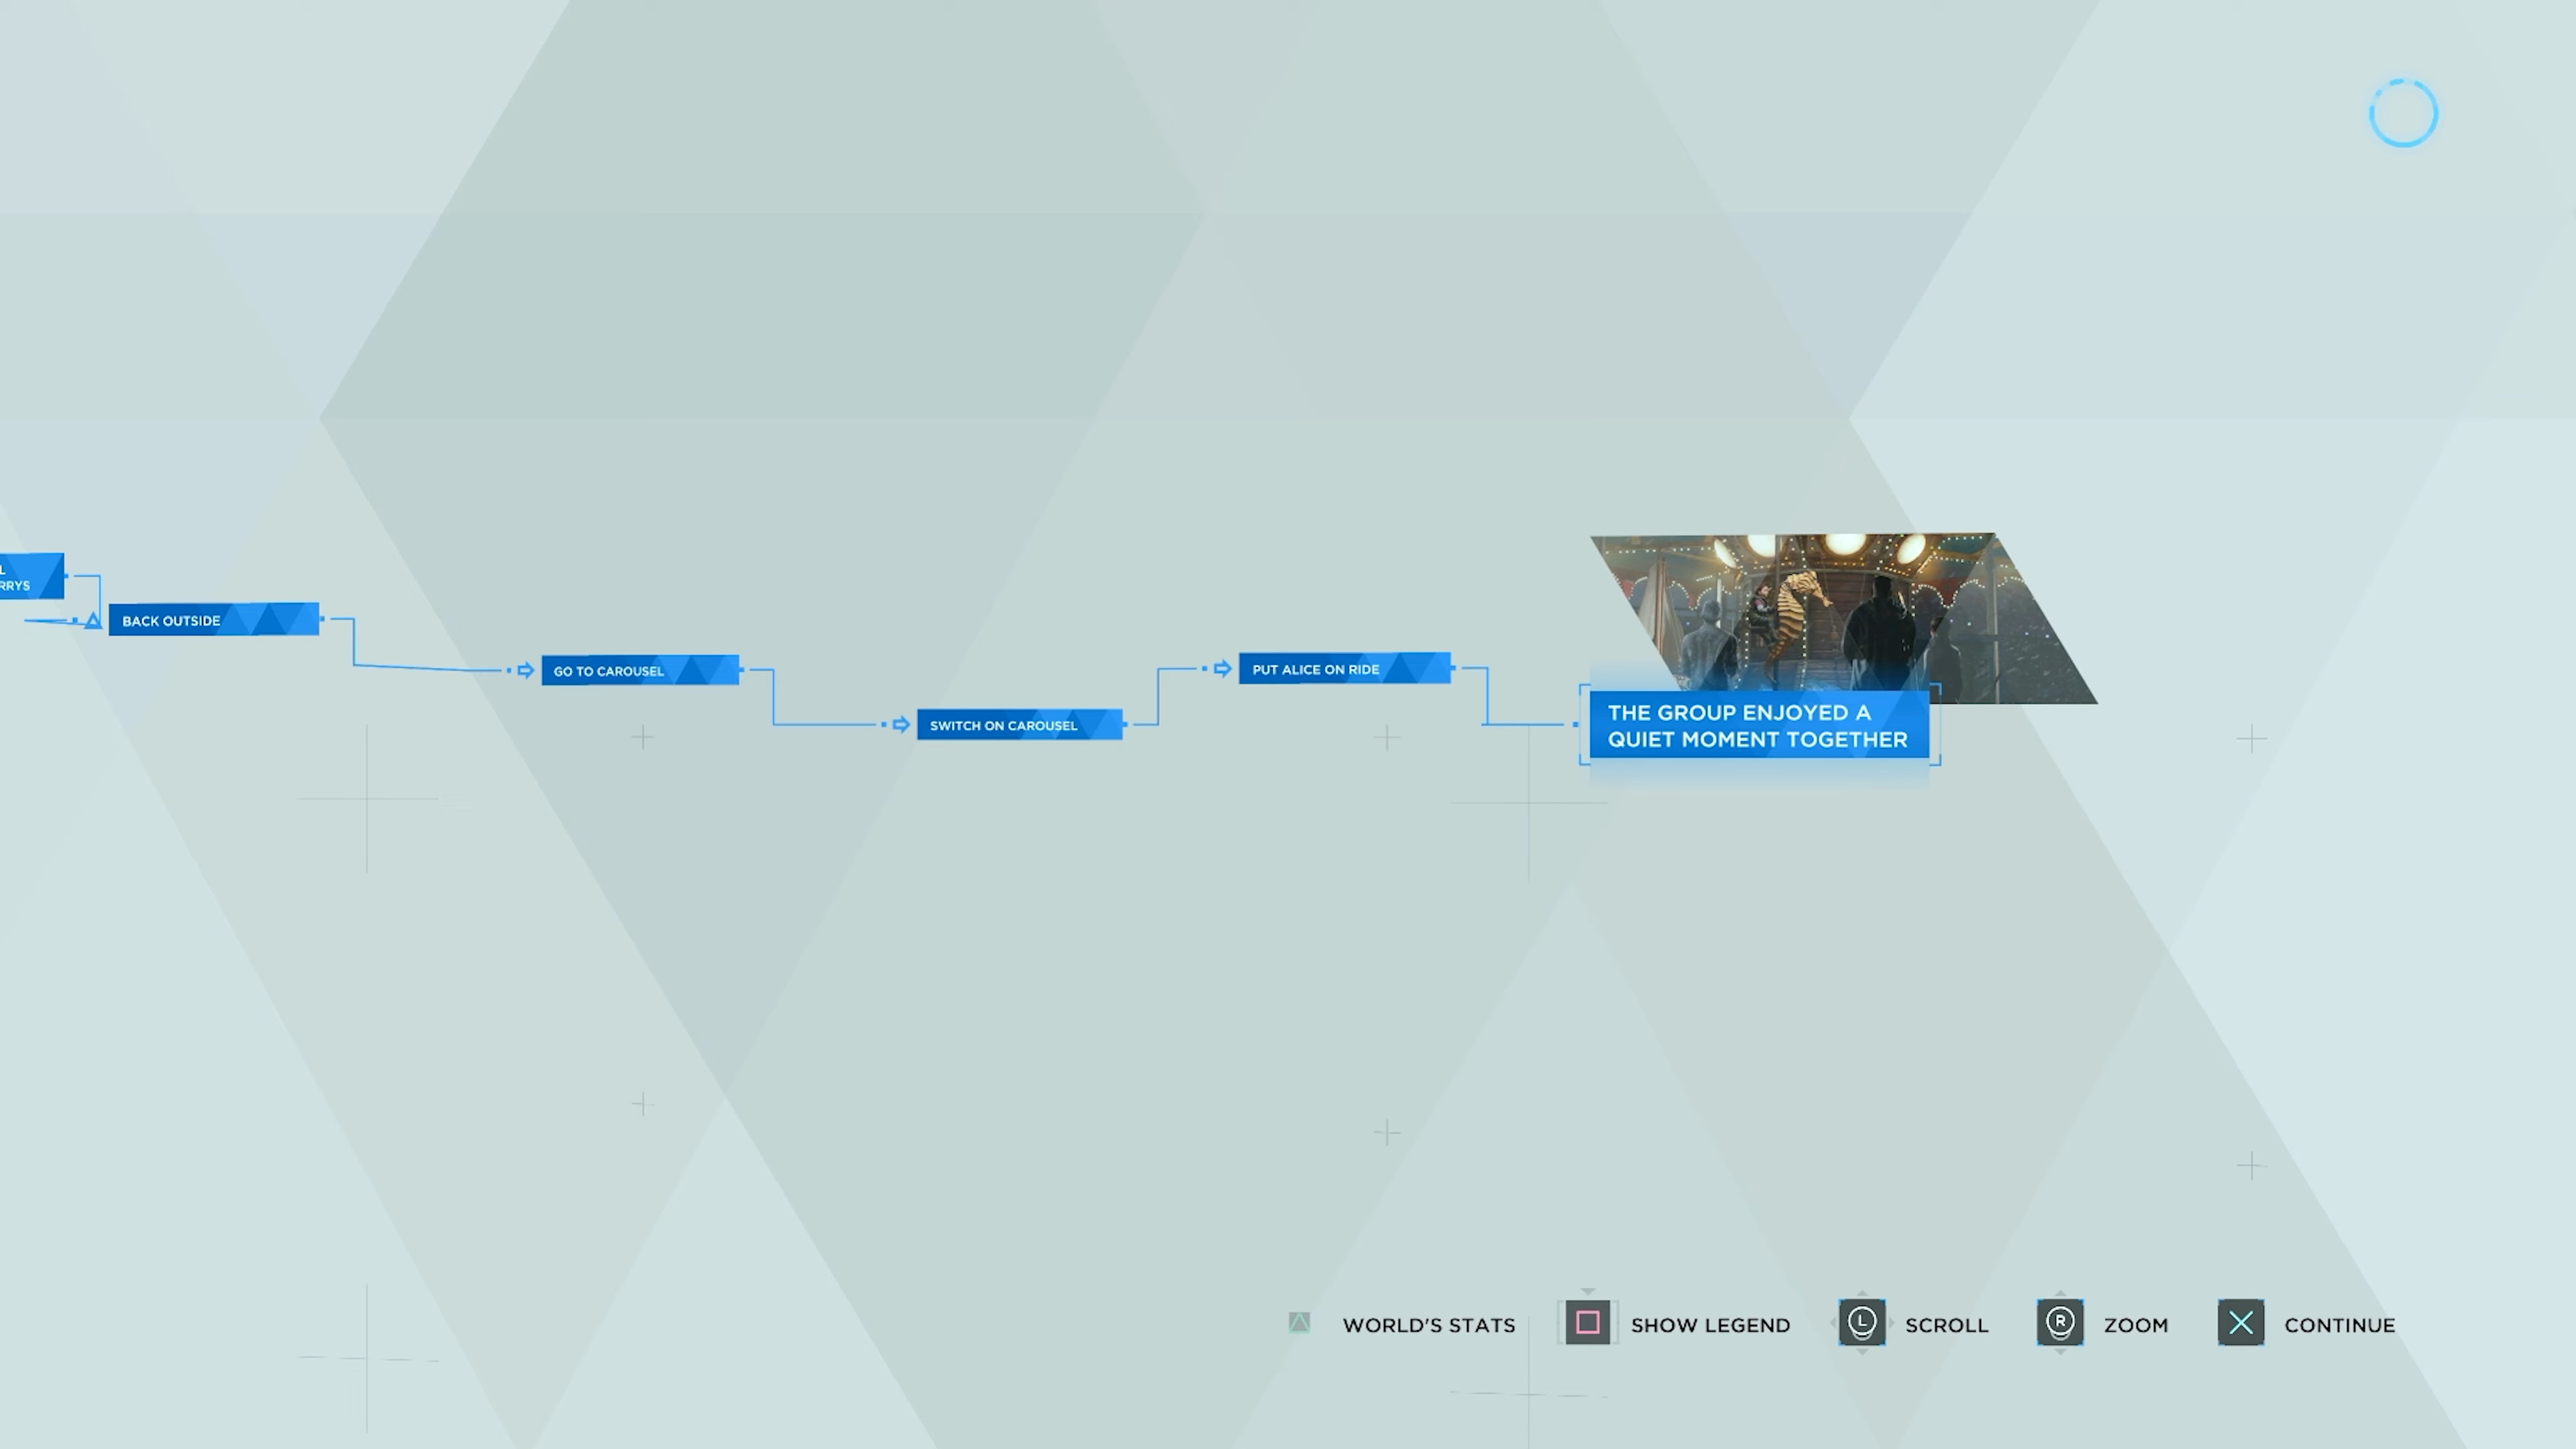 L
RRYS
BACK OUTSIDE
GO TO CAROUSEL
SWITCH ON CAROUSEL
PUT ALICE ON RIDE
THE GROUP ENJOYED A
QUIET MOMENT TOGETHER
WORLD'S STATS
SHOW LEGEND
L
SCROLL
R
ZOOM
CONTINUE